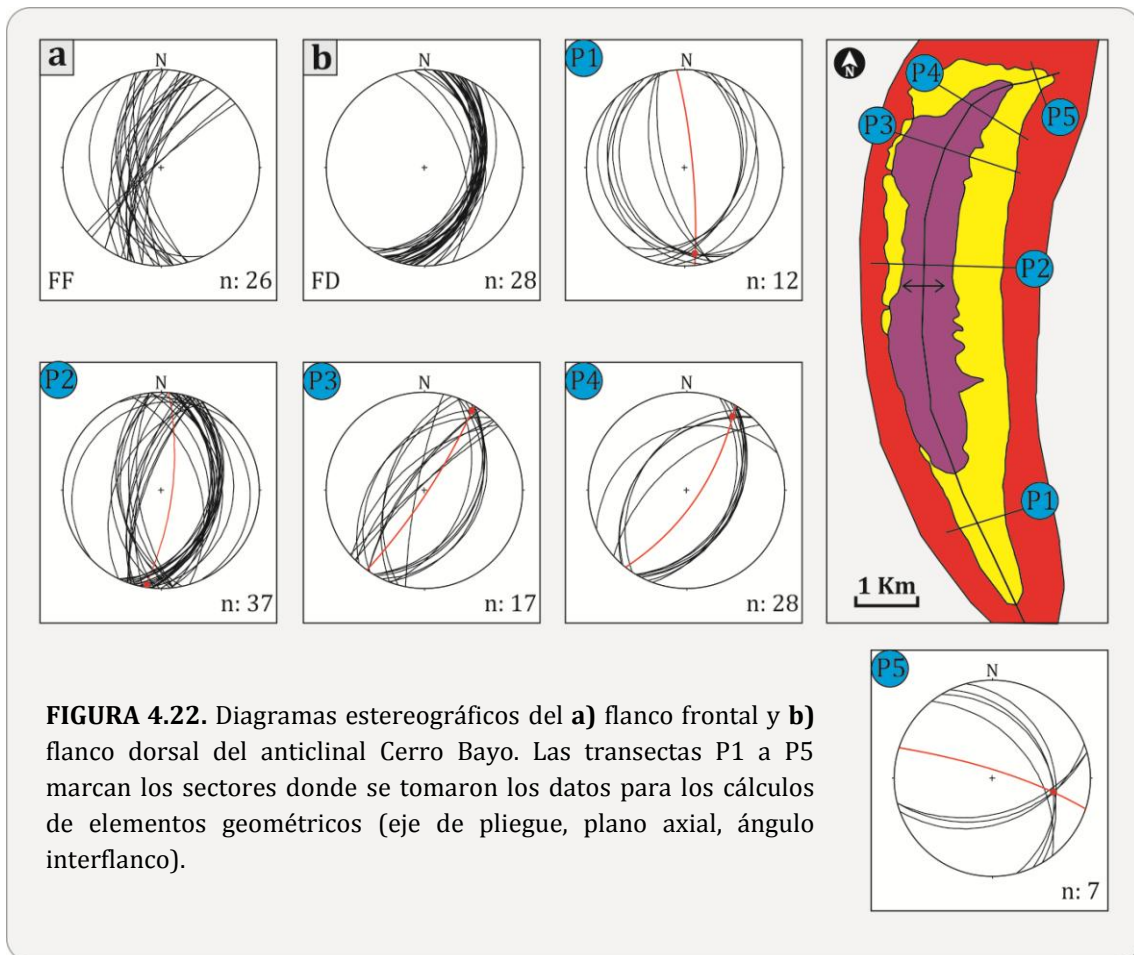 a
N
FF
n: 26
b
N
FD
n: 28
P1
N
n: 12
P2
N
n: 37
P3
N
n: 17
P4
N
n: 28
N
P4
P5
P3
P2
P1
1 Km
P5
N
n: 7
FIGURA 4.22. Diagramas estereográficos del a) flanco frontal y b)
flanco dorsal del anticlinal Cerro Bayo. Las transectas P1 a P5
marcan los sectores donde se tomaron los datos para los cálculos
de elementos geométricos (eje de pliegue, plano axial, ángulo
interflanco).